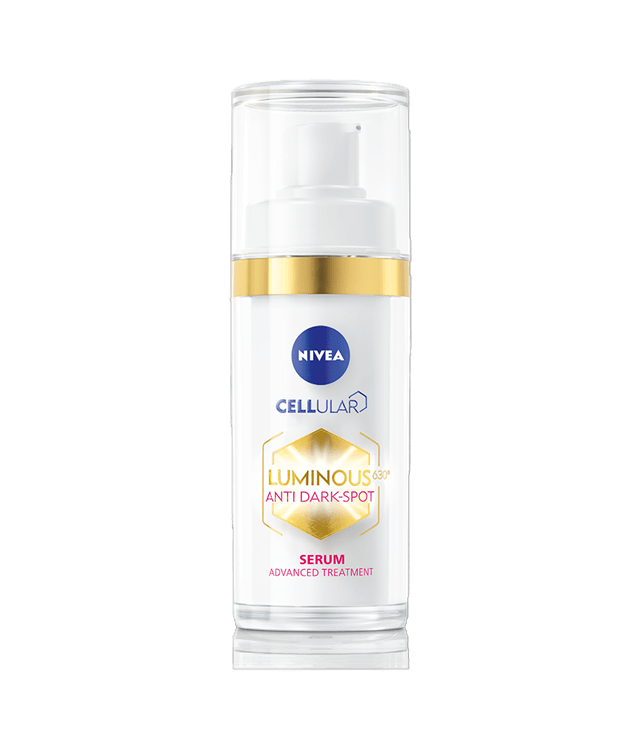 NIVEA
CELLULAR
LUMINOUS630®
ANTI DARK-SPOT
SERUM
ADVANCED TREATMENT